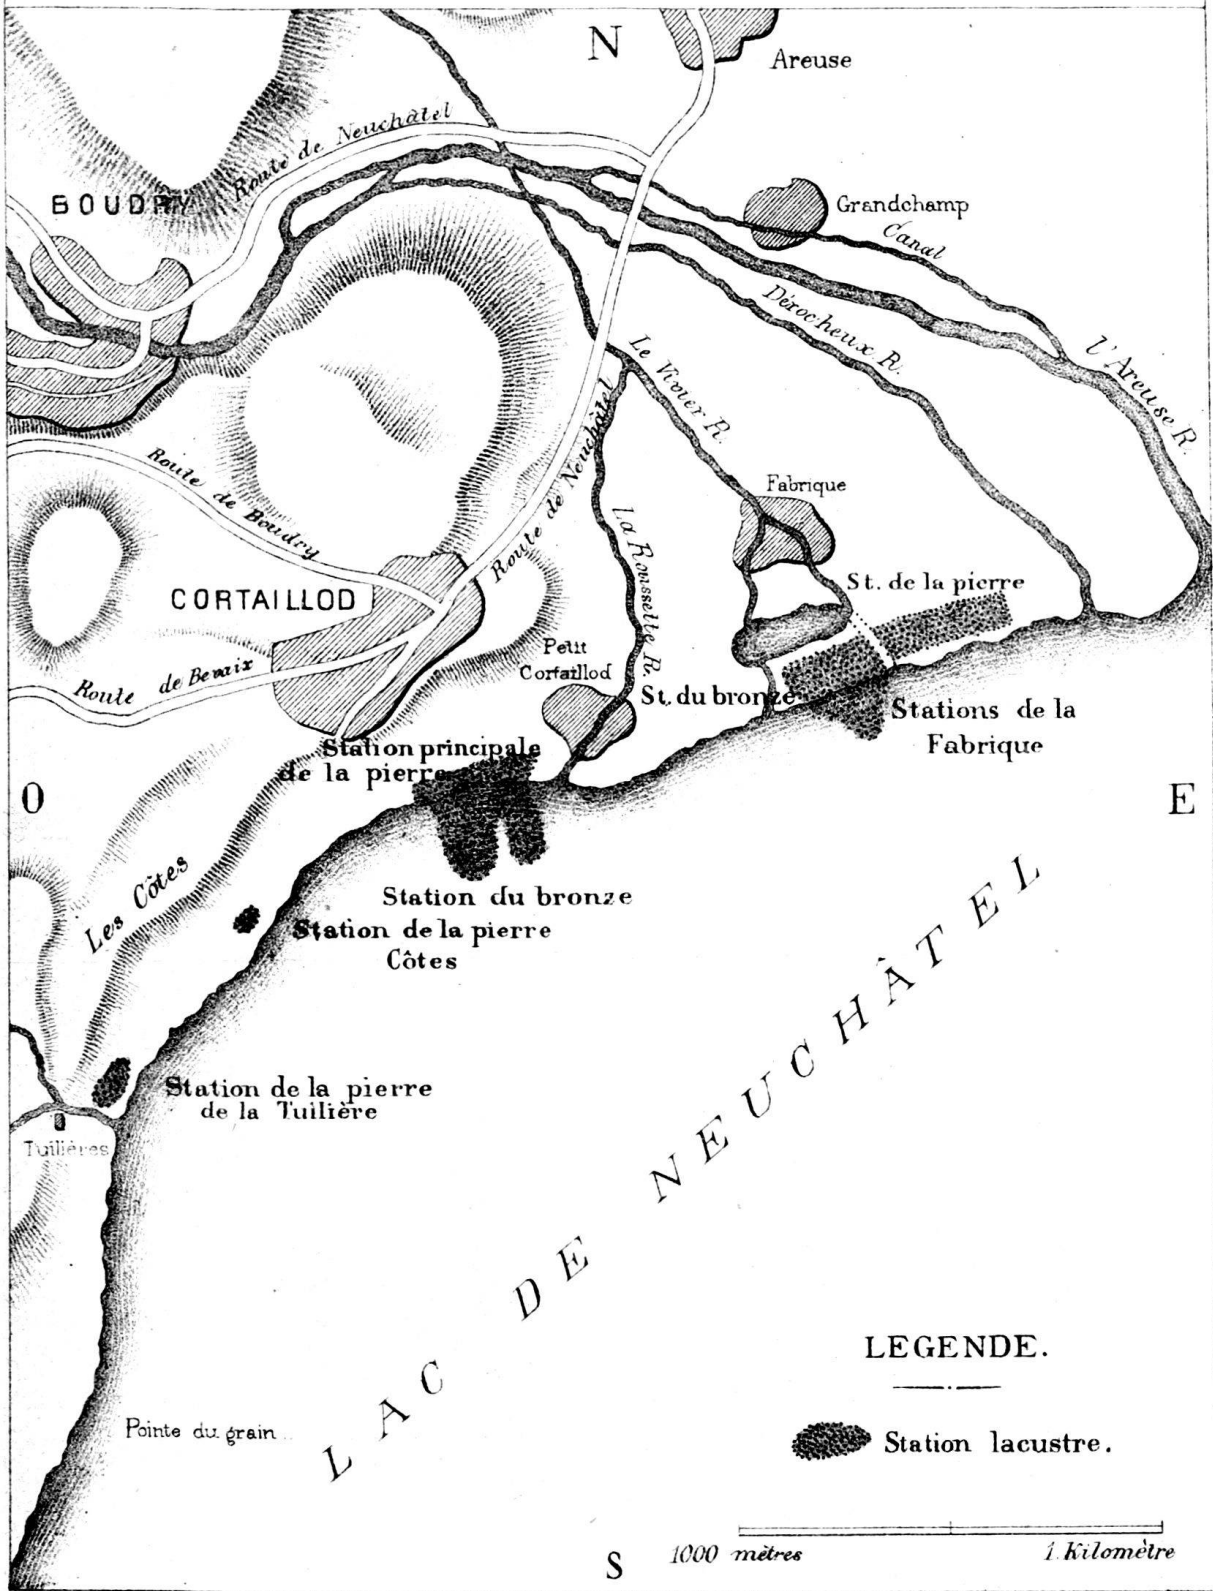 N
Areuse
Route de Neuchâtel
BOUDRY
Grandchamp
Canal
Dérocheux R.
l'Areuse R.
Le Vivier R.
Route de Neuchâtel
Route de Boudry
Fabrique
La Rousselle R.
St. de la pierre
CORTAILLOD
Petit
Cortaillod
Route de Bevaix
St. du bronze
Stations de la
Fabrique
Station principale
de la pierre
O
E
Les Côtes
Station du bronze
Station de la pierre
Côtes
LAC DE NEUCHÂTEL
Station de la pierre
de la Tuilière
Tuilières
LEGENDE.
Pointe du grain
Station lacustre.
1000 mètres
1. Kilomètre
S